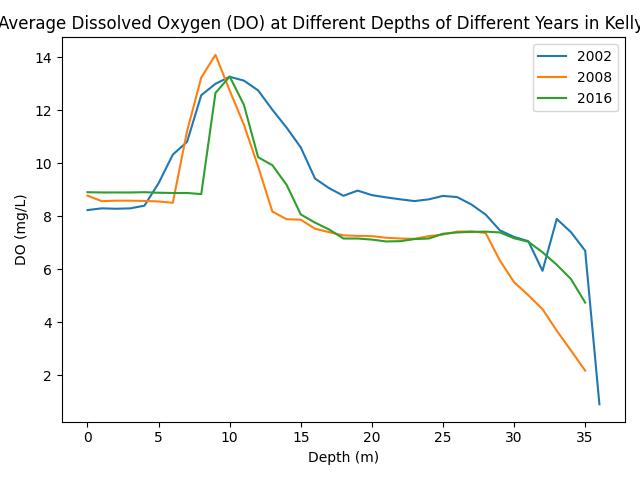 Average Dissolved Oxygen (DO) at Different Depths of Different Years in Kelly
2002
2008
2016
14
12
10
8
6
4
2
DO (mg/L)
0 5 10 15 20 25 30 35
Depth (m)